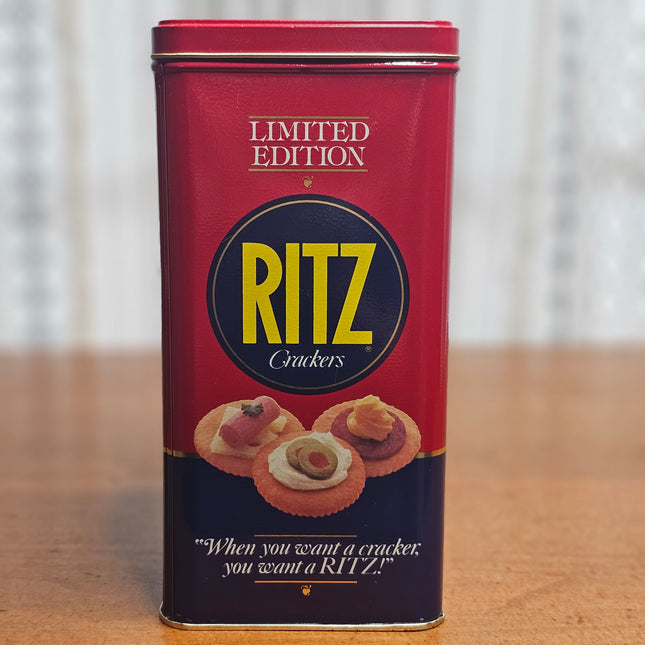 LIMITED
EDITION
RITZ®
Crackers
"When you want a cracker,
you want a RITZ!"